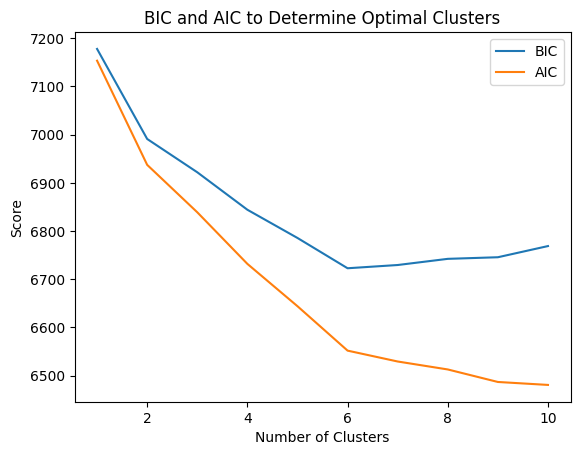 BIC and AIC to Determine Optimal Clusters
BIC
AIC
Score
7200
7100
7000
6900
6800
6700
6600
6500
2 4 6 8 10
Number of Clusters